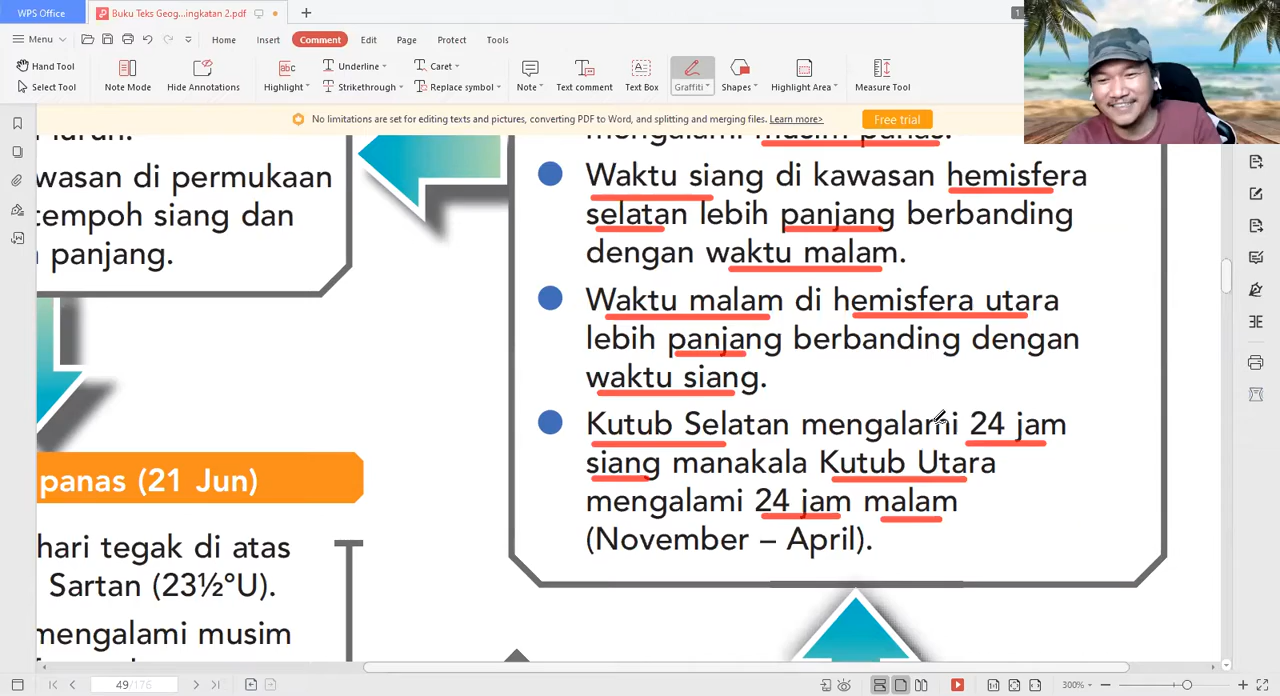 WPS Office
Buku Teks Geog...ingkatan 2.pdf
1
Menu
Home
Insert
Comment
Edit
Page
Protect
Tools
Hand Tool
Select Tool
Note Mode
Hide Annotations
Highlight
Underline
Strikethrough
Caret
Replace symbol
Note
Text comment
Text Box
Graffiti
Shapes
Highlight Area
Measure Tool
No limitations are set for editing texts and pictures, converting PDF to Word, and splitting and merging files. Learn more>
Free trial
wasan di permukaan
tempoh siang dan
panjang.
mengalami musim panas.
Waktu siang di kawasan hemisfera
selatan lebih panjang berbanding
dengan waktu malam.
Waktu malam di hemisfera utara
lebih panjang berbanding dengan
waktu siang.
Kutub Selatan mengalami 24 jam
siang manakala Kutub Utara
mengalami 24 jam malam
(November – April).
panas (21 Jun)
hari tegak di atas
Sartan (23½°U).
mengalami musim
49/176
300%